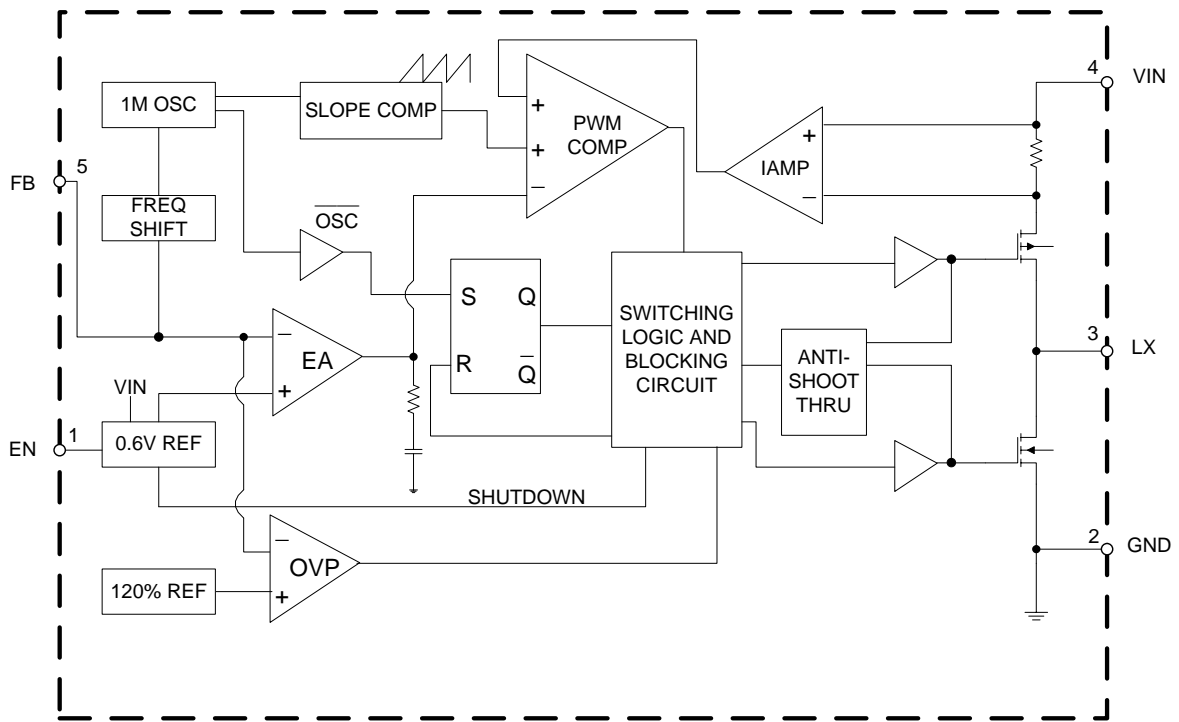 4
VIN
1M OSC
SLOPE COMP
+
+
−
PWM
COMP
+
−
IAMP
FB
5
FREQ
SHIFT
OSC
S
Q
R
Q
SWITCHING
LOGIC AND
BLOCKING
CIRCUIT
ANTI-
SHOOT
THRU
3
LX
−
+
EA
VIN
EN
1
0.6V REF
SHUTDOWN
−
+
OVP
120% REF
2
GND